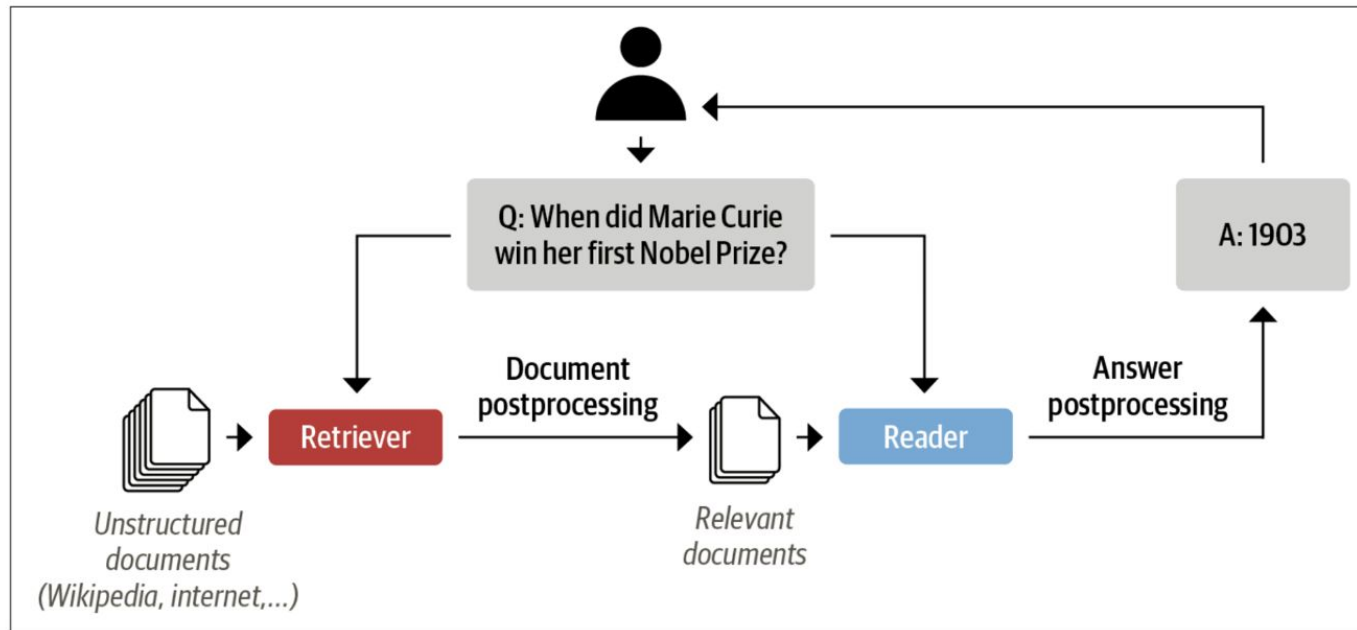 Q: When did Marie Curie
win her first Nobel Prize?
A: 1903
Document
postprocessing
Answer
postprocessing
Retriever
Reader
Unstructured
documents
(Wikipedia, internet,...)
Relevant
documents